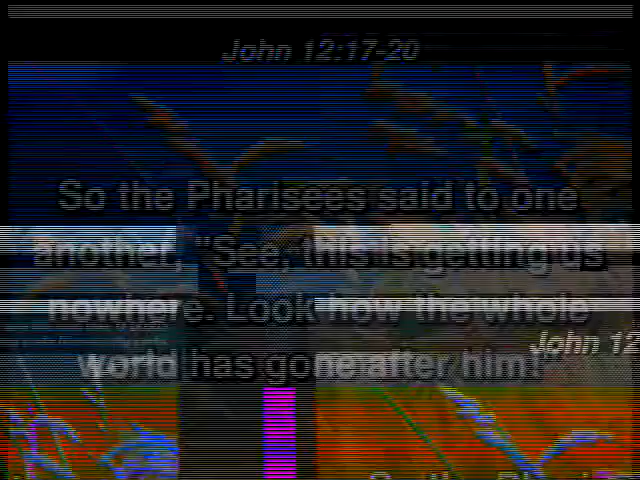 John 12:17-20
So the Pharisees said to one
another, "See, this is getting us
nowhere. Look how the whole
John 12
world has gone after him!"